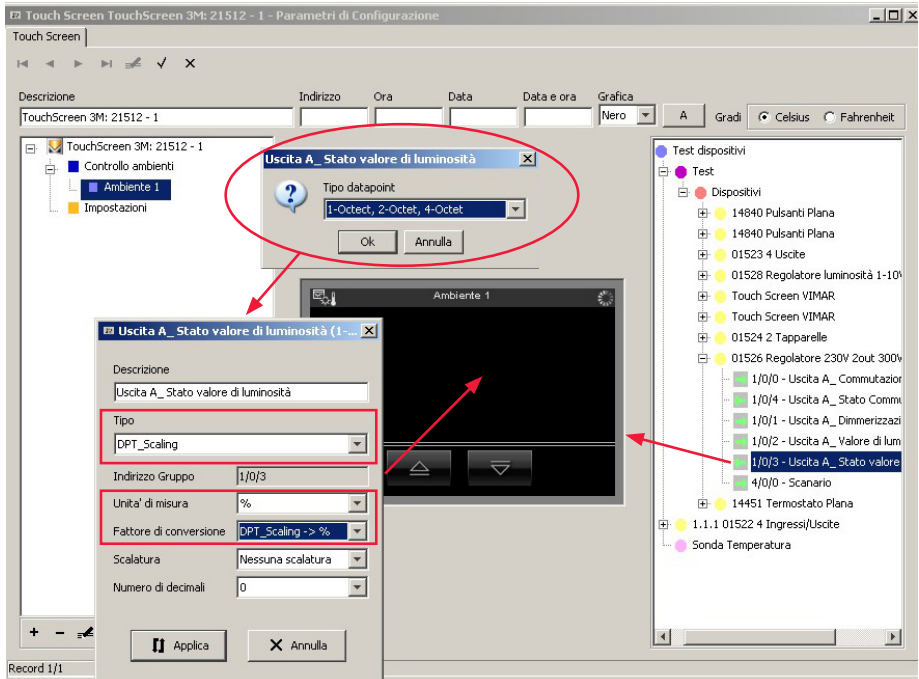 Touch Screen TouchScreen 3M: 21512 - 1 - Parametri di Configurazione
Touch Screen
Descrizione
Indirizzo
Ora
Data
Data e ora
Grafica
TouchScreen 3M: 21512 - 1
Nero
A
Gradi
Celsius
Fahrenheit
TouchScreen 3M: 21512 - 1
Controllo ambienti
Ambiente 1
Impostazioni
Uscita A_ Stato valore di luminosità
Tipo datapoint
1-Octect, 2-Octet, 4-Octet
Ok
Annulla
Ambiente 1
Uscita A_ Stato valore di luminosità (1-...
Descrizione
Uscita A_ Stato valore di luminosità
Tipo
DPT_Scaling
Indirizzo Gruppo
1/0/3
Unita' di misura
%
Fattore di conversione
DPT_Scaling -> %
Scalatura
Nessuna scalatura
Numero di decimali
0
Applica
Annulla
Test dispositivi
Test
Dispositivi
14840 Pulsanti Plana
14840 Pulsanti Plana
01523 4 Uscite
01528 Regolatore luminosità 1-10V
Touch Screen VIMAR
Touch Screen VIMAR
01524 2 Tapparelle
01526 Regolatore 230V 2out 300V
1/0/0 - Uscita A_ Commutazion
1/0/4 - Uscita A_ Stato Commu
1/0/1 - Uscita A_ Dimmerizzazi
1/0/2 - Uscita A_ Valore di lum
1/0/3 - Uscita A_ Stato valore
4/0/0 - Scanario
14451 Termostato Plana
1.1.1 01522 4 Ingressi/Uscite
Sonda Temperatura
Record 1/1